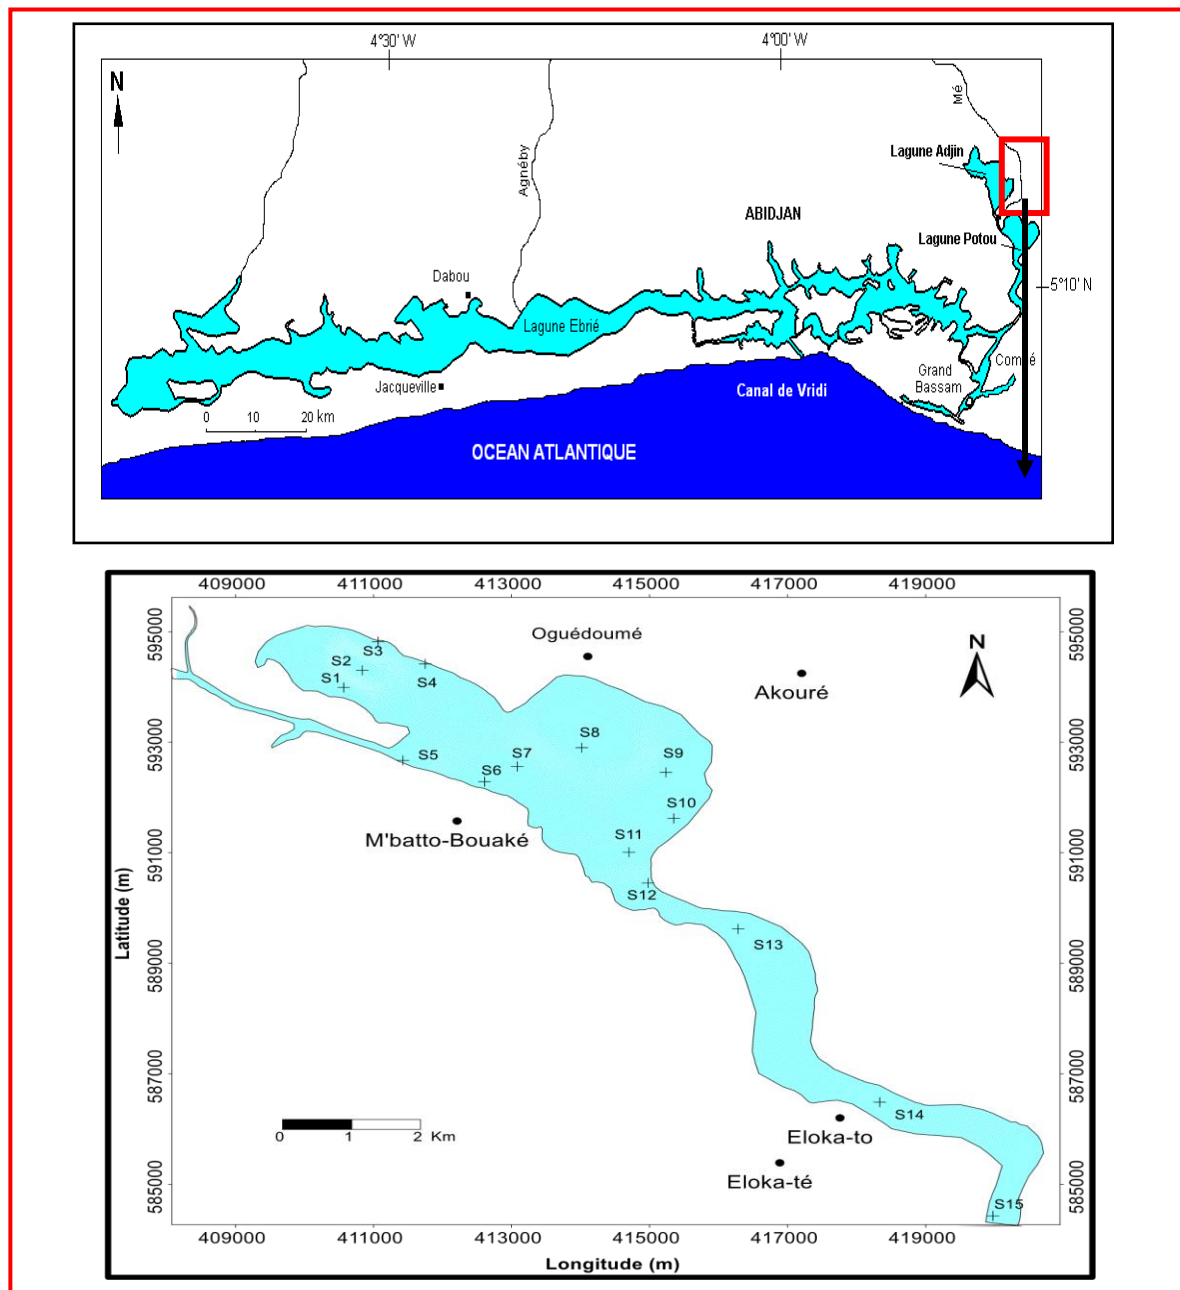 4°30' W
4°00' W
N
Mé
Agnéby
Lagune Adjin
ABIDJAN
Lagune Potou
Dabou
5°10' N
Lagune Ebrié
Jacqueville
Grand
Bassam
Canal de Vridi
0 10 20 km
OCEAN ATLANTIQUE
409000 411000 413000 415000 417000 419000
595000
595000
Oguédoumé
N
S3
S2
S1
S4
Akouré
593000
593000
S8
S5
S7
S6
S9
S10
M'batto-Bouaké
S11
591000
591000
S12
S13
Latitude (m)
589000
589000
587000
587000
S14
0 1 2 Km
Eloka-to
Eloka-té
585000
585000
S15
409000 411000 413000 415000 417000 419000
Longitude (m)